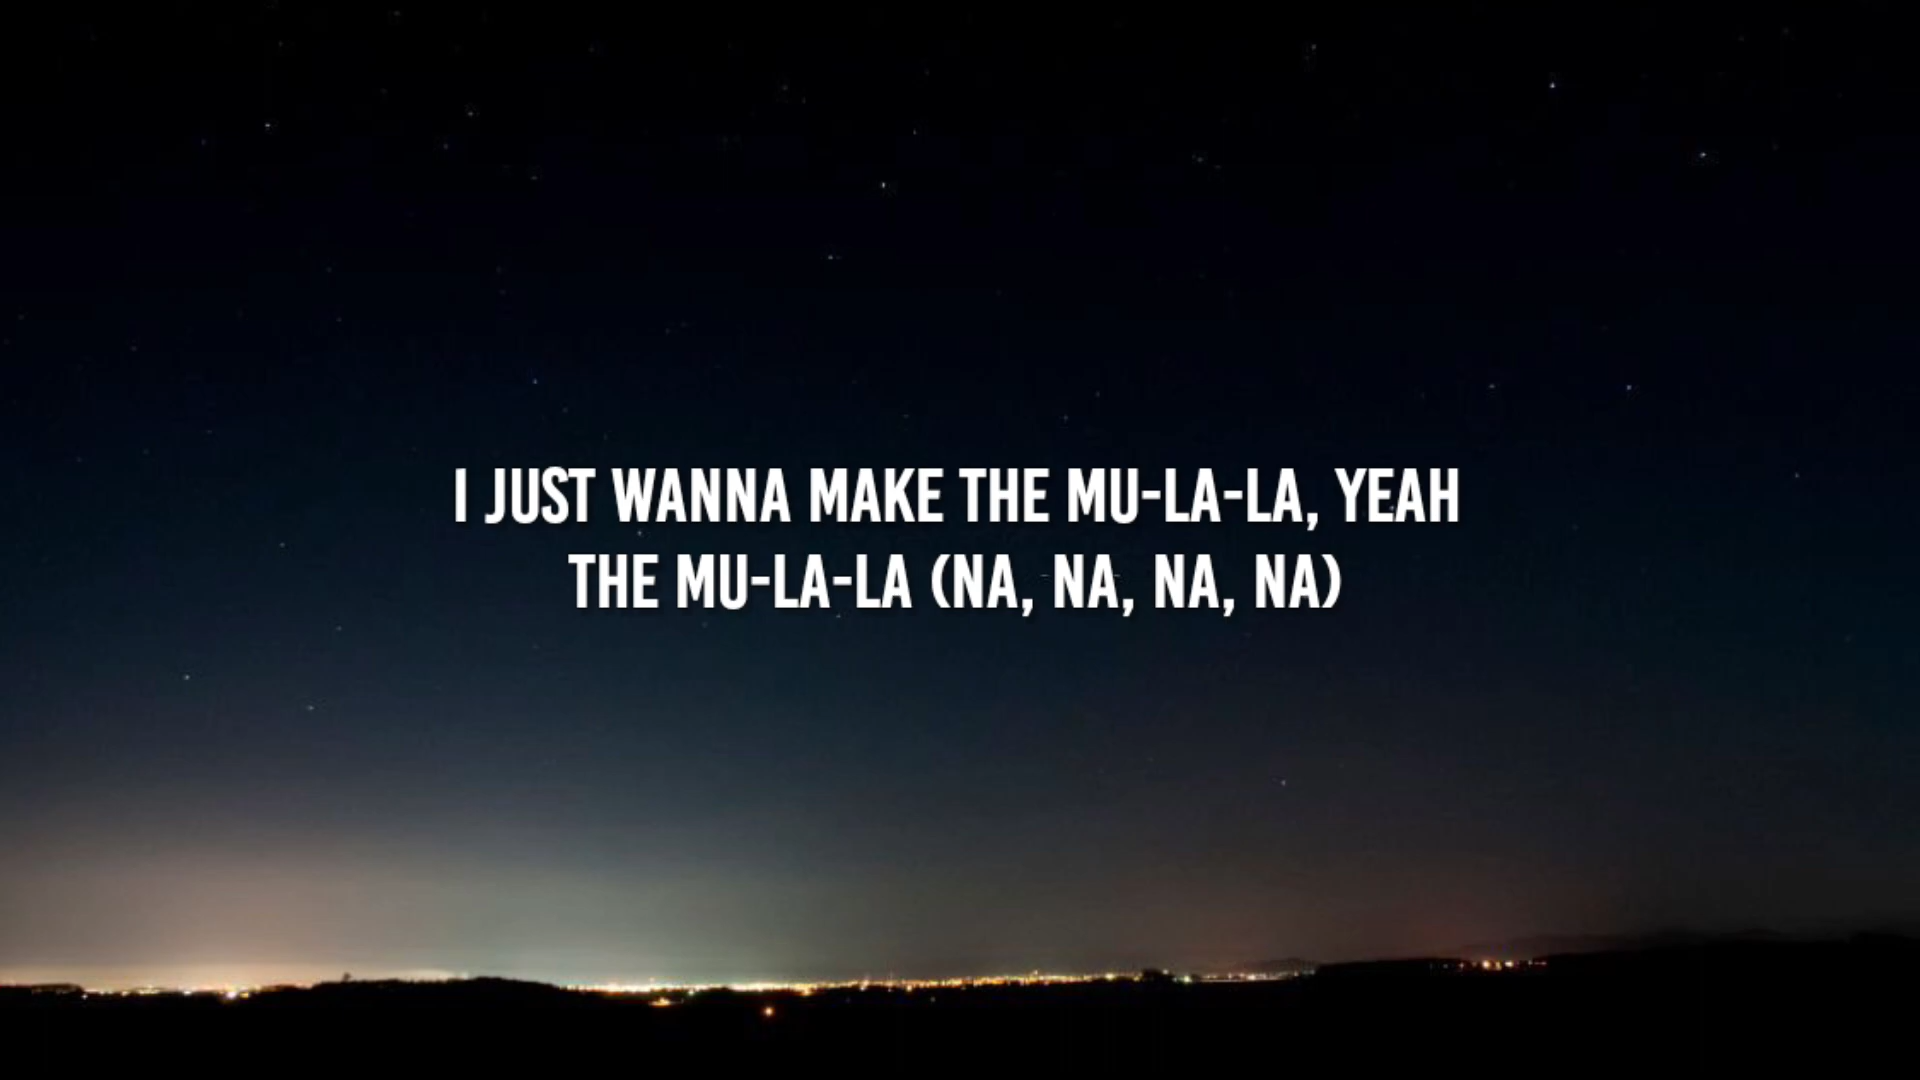 I JUST WANNA MAKE THE MU-LA-LA, YEAH
THE MU-LA-LA (NA, NA, NA, NA)